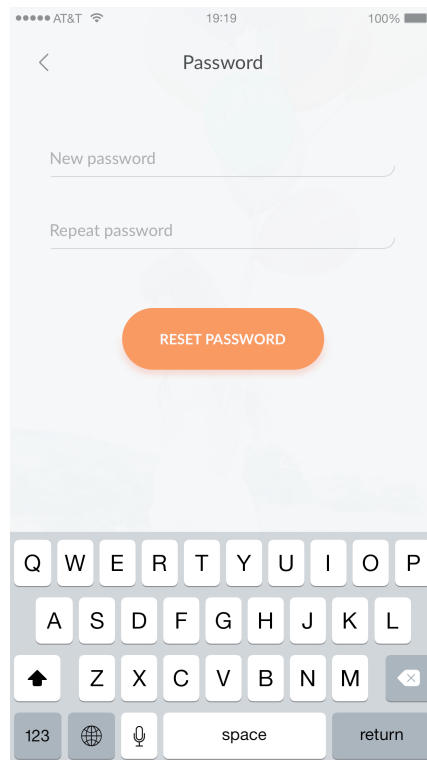 AT&T 19:19 100%
Password
New password
Repeat password
RESET PASSWORD
Q W E R T Y U I O P
A S D F G H J K L
Z X C V B N M
123 space return